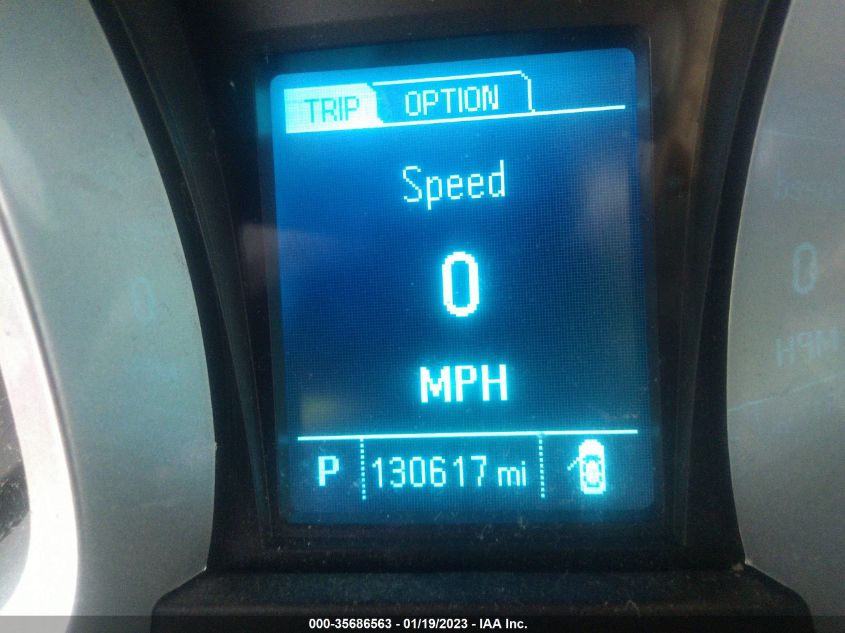 TRIP OPTION
Speed
0
MPH
P 130617 mi
000-35686563 - 01/19/2023 - IAA Inc.